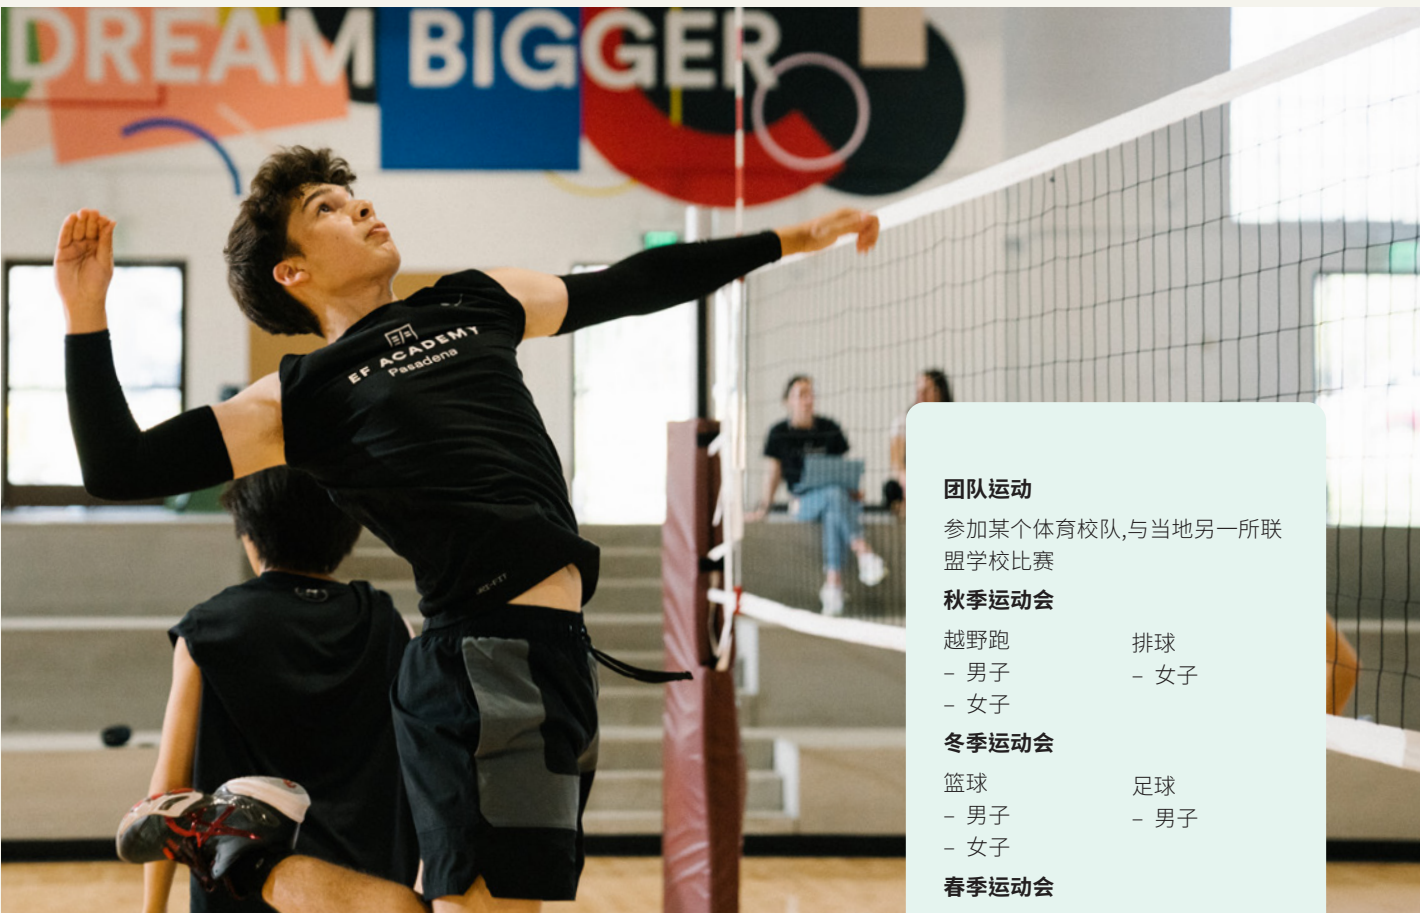 DREAM BIGGER
EF ACADEMY
Pasadena
团队运动
参加某个体育校队,与当地另一所联
盟学校比赛
秋季运动会
越野跑
– 男子
– 女子
排球
– 女子
冬季运动会
篮球
– 男子
– 女子
足球
– 男子
春季运动会